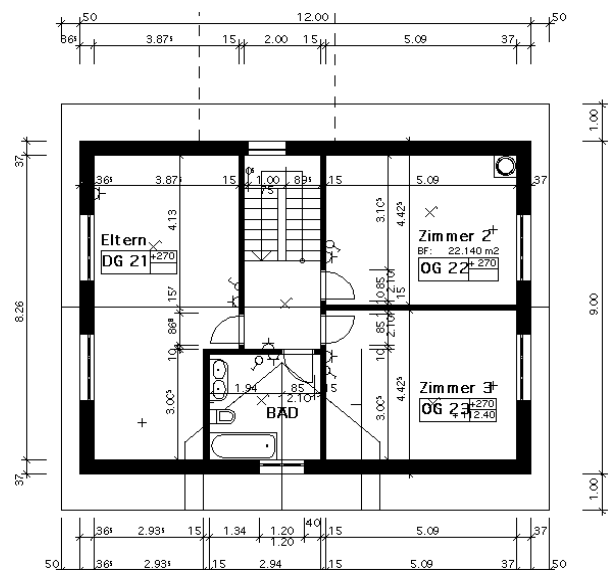 50 12.00 50
36⁵ 3.87⁵ 15 2.00 15 5.09 37
1.00
37 37
36⁵ 3.87⁵ 15 1.00 89⁵ 15 5.09 37
75
4.13 3.10⁵ 4.42⁵
Eltern
DG 21 +270
Zimmer 2
BF: 22.140 m2
OG 22 +270
8.26 9.00
15⁷ 10 85 2.10 15
86⁸ 85 2.10
10 10
3.00⁵ 3.00⁵ 4.42⁵
1.94 85 15
2.10
BAD
Zimmer 3
OG 23 +270
+112.40
37 1.00
36⁵ 2.93⁵ 15 1.34 1.20 40 15 5.09 37
1.20
50 36⁵ 2.93⁵ 15 2.94 15 5.09 37 50